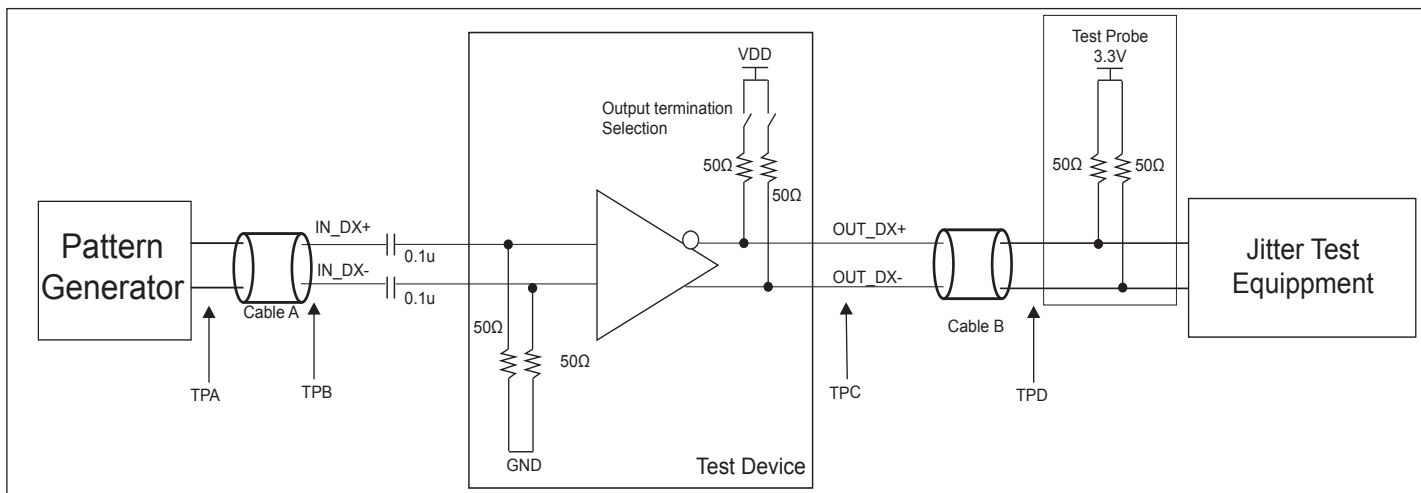 Pattern
Generator
TPA
Cable A
TPB
IN_DX+
0.1u
IN_DX-
0.1u
50Ω
50Ω
GND
Test Device
VDD
Output termination
Selection
50Ω
50Ω
OUT_DX+
OUT_DX-
TPC
Cable B
TPD
Test Probe
3.3V
50Ω
50Ω
Jitter Test
Equippment